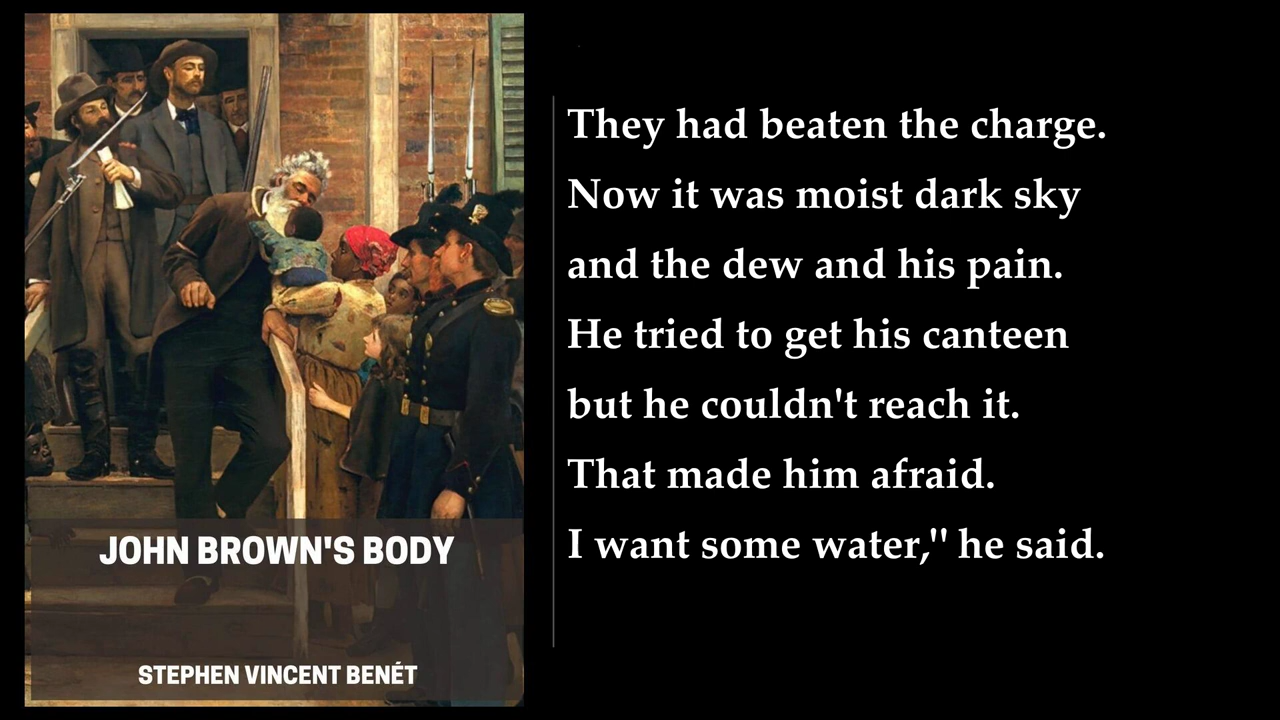 JOHN BROWN'S BODY
STEPHEN VINCENT BENÉT
They had beaten the charge.
Now it was moist dark sky
and the dew and his pain.
He tried to get his canteen
but he couldn't reach it.
That made him afraid.
I want some water," he said.